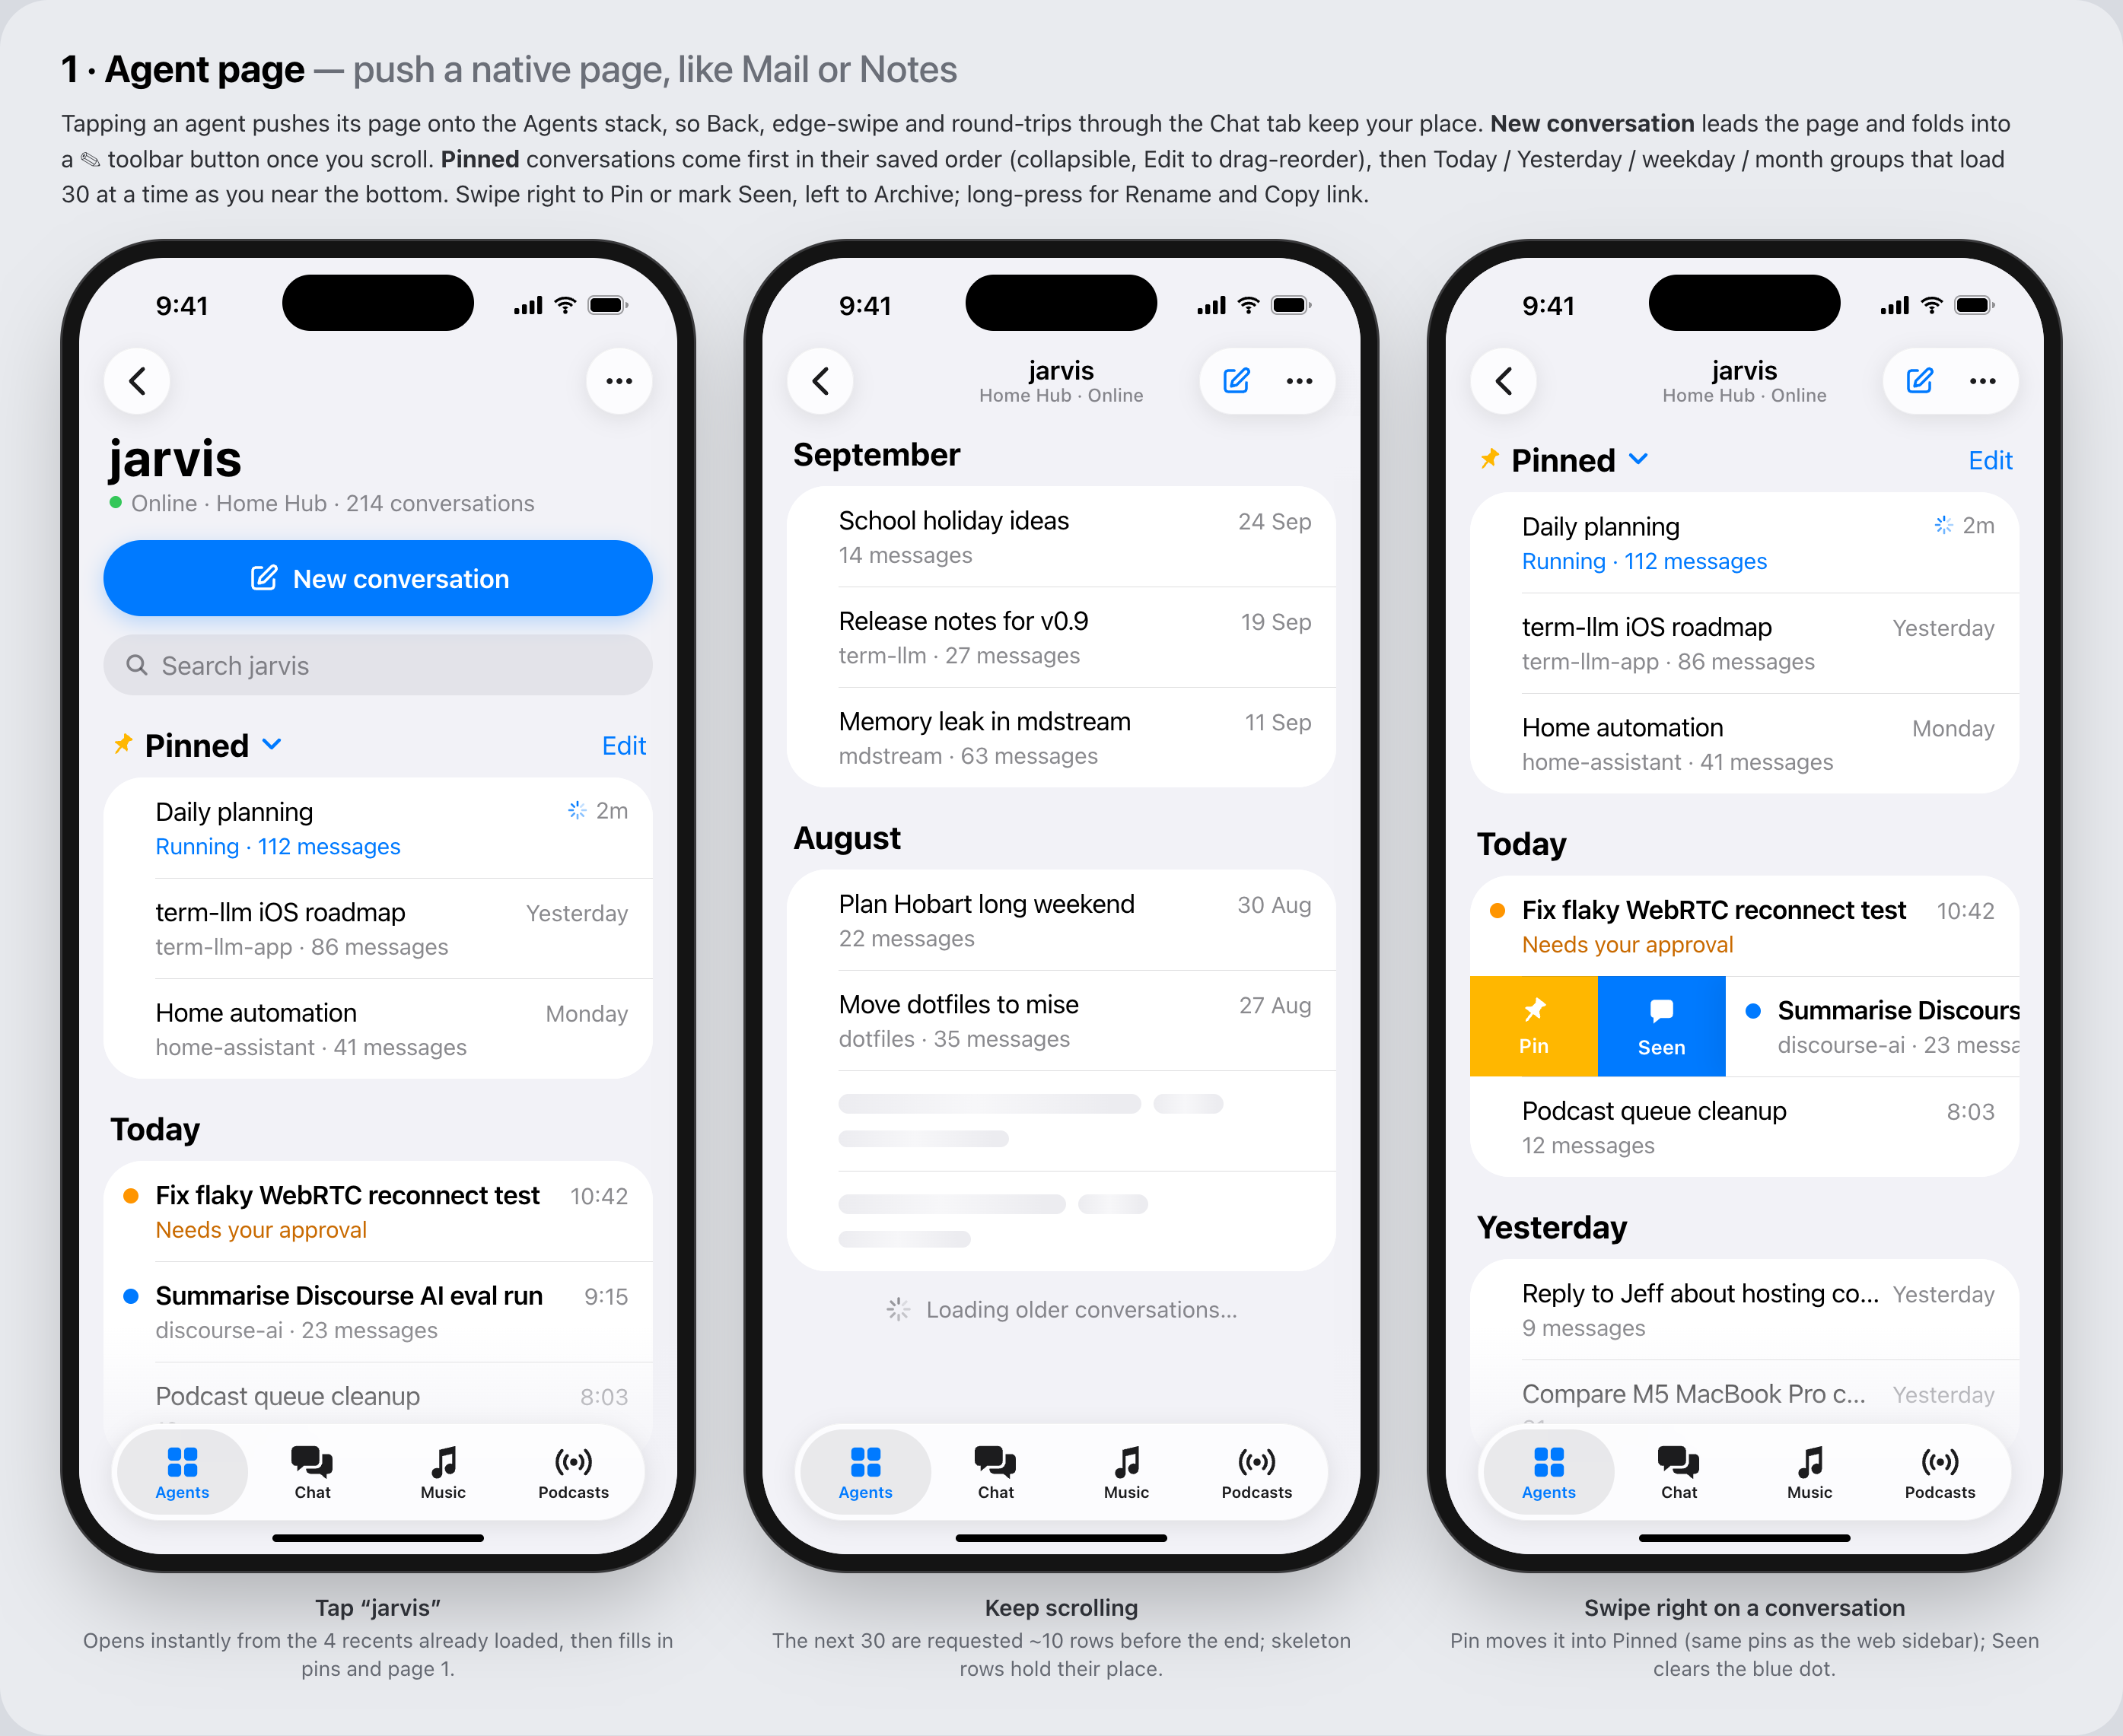 1 · Agent page — push a native page, like Mail or Notes
Tapping an agent pushes its page onto the Agents stack, so Back, edge-swipe and round-trips through the Chat tab keep your place. New conversation leads the page and folds into
a ✎ toolbar button once you scroll. Pinned conversations come first in their saved order (collapsible, Edit to drag-reorder), then Today / Yesterday / weekday / month groups that load
30 at a time as you near the bottom. Swipe right to Pin or mark Seen, left to Archive; long-press for Rename and Copy link.
9:41
jarvis
Online · Home Hub · 214 conversations
New conversation
Search jarvis
Pinned Edit
Daily planning 2m
Running · 112 messages
term-llm iOS roadmap Yesterday
term-llm-app · 86 messages
Home automation Monday
home-assistant · 41 messages
Today
Fix flaky WebRTC reconnect test 10:42
Needs your approval
Summarise Discourse AI eval run 9:15
discourse-ai · 23 messages
Podcast queue cleanup 8:03
Agents Chat Music Podcasts
Tap “jarvis”
Opens instantly from the 4 recents already loaded, then fills in
pins and page 1.
9:41
jarvis
Home Hub · Online
September
School holiday ideas 24 Sep
14 messages
Release notes for v0.9 19 Sep
term-llm · 27 messages
Memory leak in mdstream 11 Sep
mdstream · 63 messages
August
Plan Hobart long weekend 30 Aug
22 messages
Move dotfiles to mise 27 Aug
dotfiles · 35 messages
Loading older conversations...
Agents Chat Music Podcasts
Keep scrolling
The next 30 are requested ~10 rows before the end; skeleton
rows hold their place.
9:41
jarvis
Home Hub · Online
Pinned Edit
Daily planning 2m
Running · 112 messages
term-llm iOS roadmap Yesterday
term-llm-app · 86 messages
Home automation Monday
home-assistant · 41 messages
Today
Fix flaky WebRTC reconnect test 10:42
Needs your approval
Pin Seen Summarise Discours
discourse-ai · 23 messa
Podcast queue cleanup 8:03
12 messages
Yesterday
Reply to Jeff about hosting co... Yesterday
9 messages
Compare M5 MacBook Pro c... Yesterday
Agents Chat Music Podcasts
Swipe right on a conversation
Pin moves it into Pinned (same pins as the web sidebar); Seen
clears the blue dot.